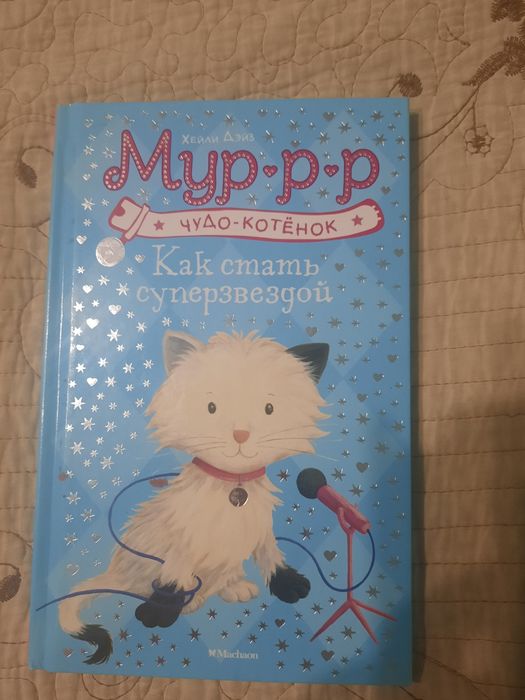 Хейли Дэйз
Мур-р-р
чудо-котёнок
Как стать
суперзвездой
Machaon